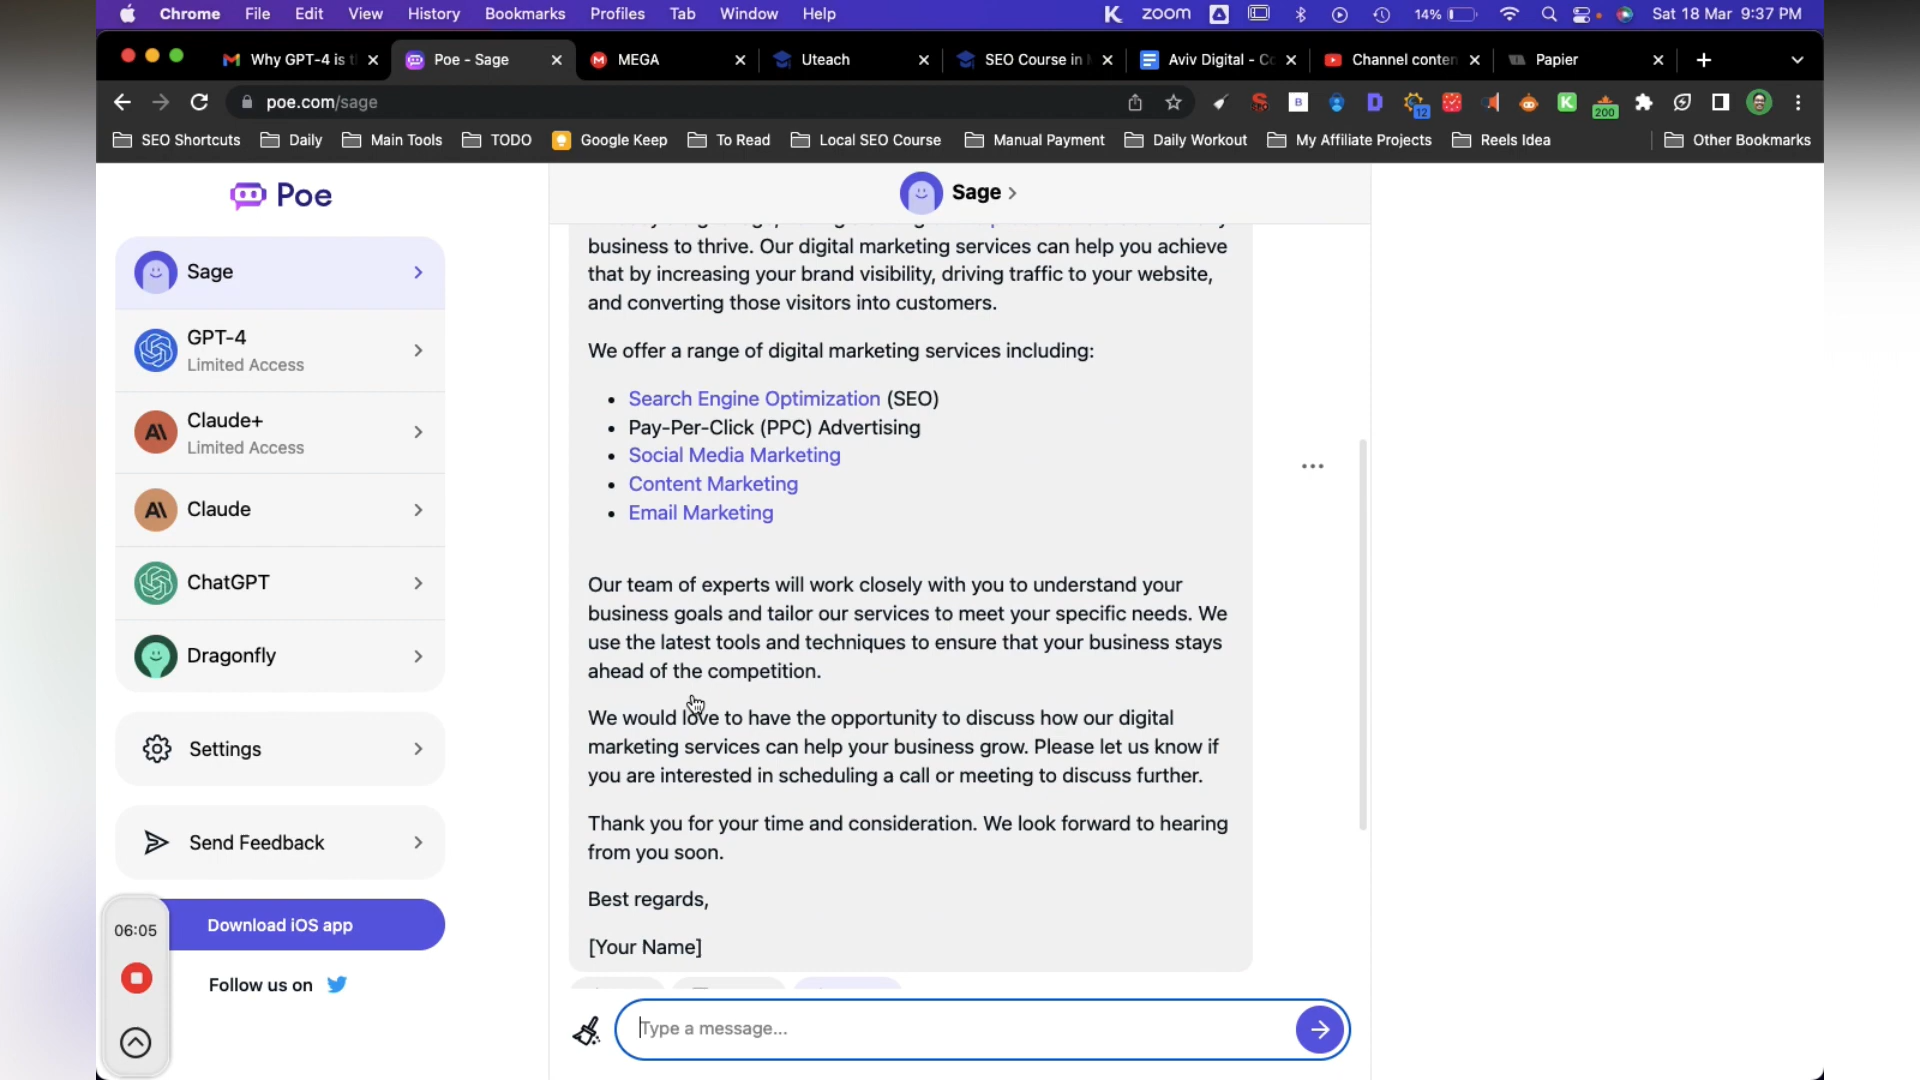 Chrome File Edit View History Bookmarks Profiles Tab Window Help
zoom 14% Sat 18 Mar 9:37 PM
Why GPT-4 is t
Poe - Sage
MEGA
Uteach
SEO Course in
Aviv Digital - C
Channel conten
Papier
poe.com/sage
12
200
SEO Shortcuts Daily Main Tools TODO Google Keep To Read Local SEO Course Manual Payment Daily Workout My Affiliate Projects Reels Idea Other Bookmarks
Poe
Sage
GPT-4
Limited Access
Claude+
Limited Access
Claude
ChatGPT
Dragonfly
Settings
Send Feedback
Download iOS app
Follow us on
06:05
Sage
business to thrive. Our digital marketing services can help you achieve
that by increasing your brand visibility, driving traffic to your website,
and converting those visitors into customers.
We offer a range of digital marketing services including:
• Search Engine Optimization (SEO)
• Pay-Per-Click (PPC) Advertising
• Social Media Marketing
• Content Marketing
• Email Marketing
Our team of experts will work closely with you to understand your
business goals and tailor our services to meet your specific needs. We
use the latest tools and techniques to ensure that your business stays
ahead of the competition.
We would love to have the opportunity to discuss how our digital
marketing services can help your business grow. Please let us know if
you are interested in scheduling a call or meeting to discuss further.
Thank you for your time and consideration. We look forward to hearing
from you soon.
Best regards,
[Your Name]
Type a message...